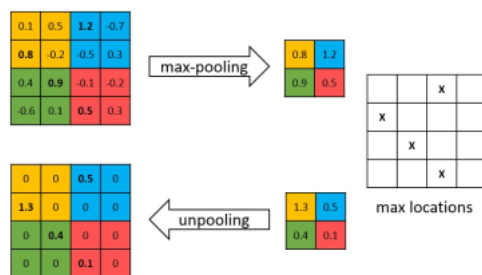 0.1 0.5 1.2 -0.7
0.8 -0.2 -0.5 0.3
0.4 0.9 -0.1 -0.2
-0.6 0.1 0.5 0.3
max-pooling
0.8 1.2
0.9 0.5
X
X
X
X
max locations
0 0 0.5 0
1.3 0 0 0
0 0.4 0 0
0 0 0.1 0
unpooling
1.3 0.5
0.4 0.1